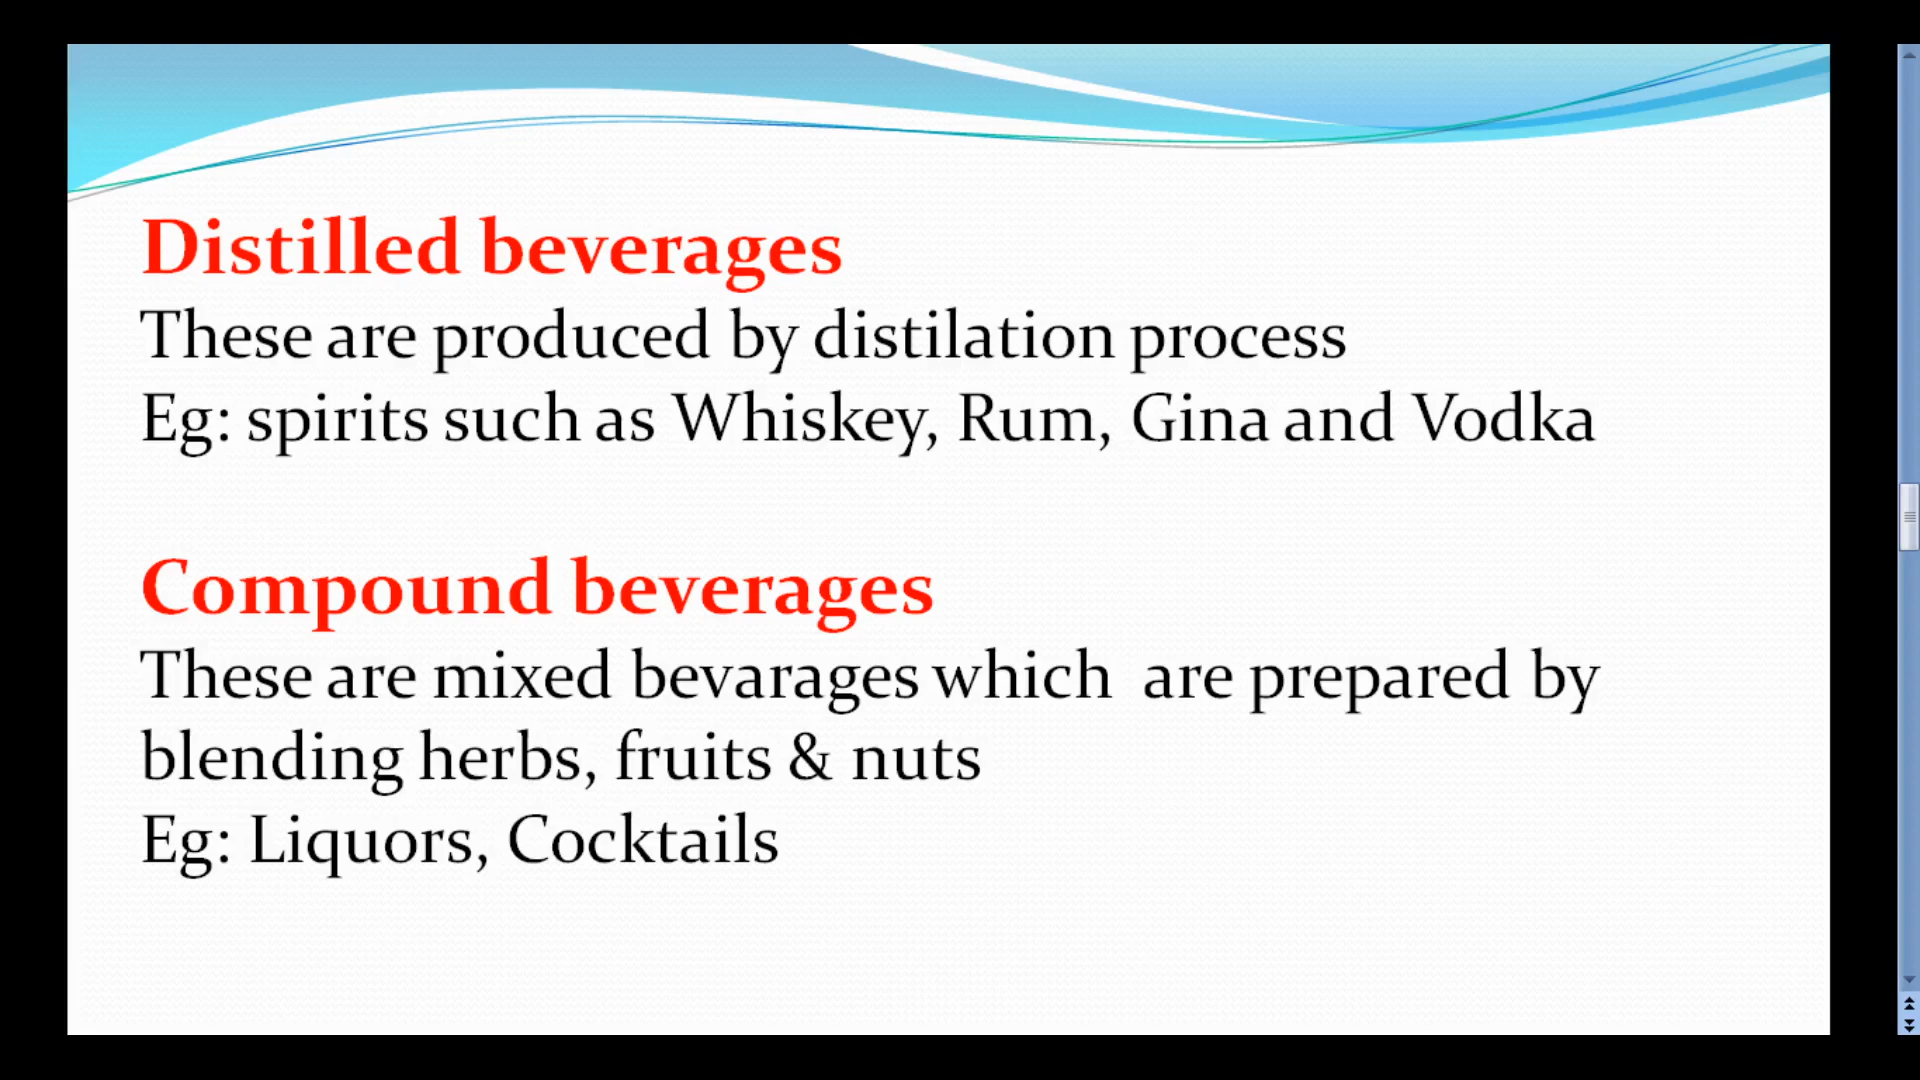 Distilled beverages
These are produced by distilation process
Eg: spirits such as Whiskey, Rum, Gina and Vodka
Compound beverages
These are mixed bevarages which  are prepared by
blending herbs, fruits & nuts
Eg: Liquors, Cocktails